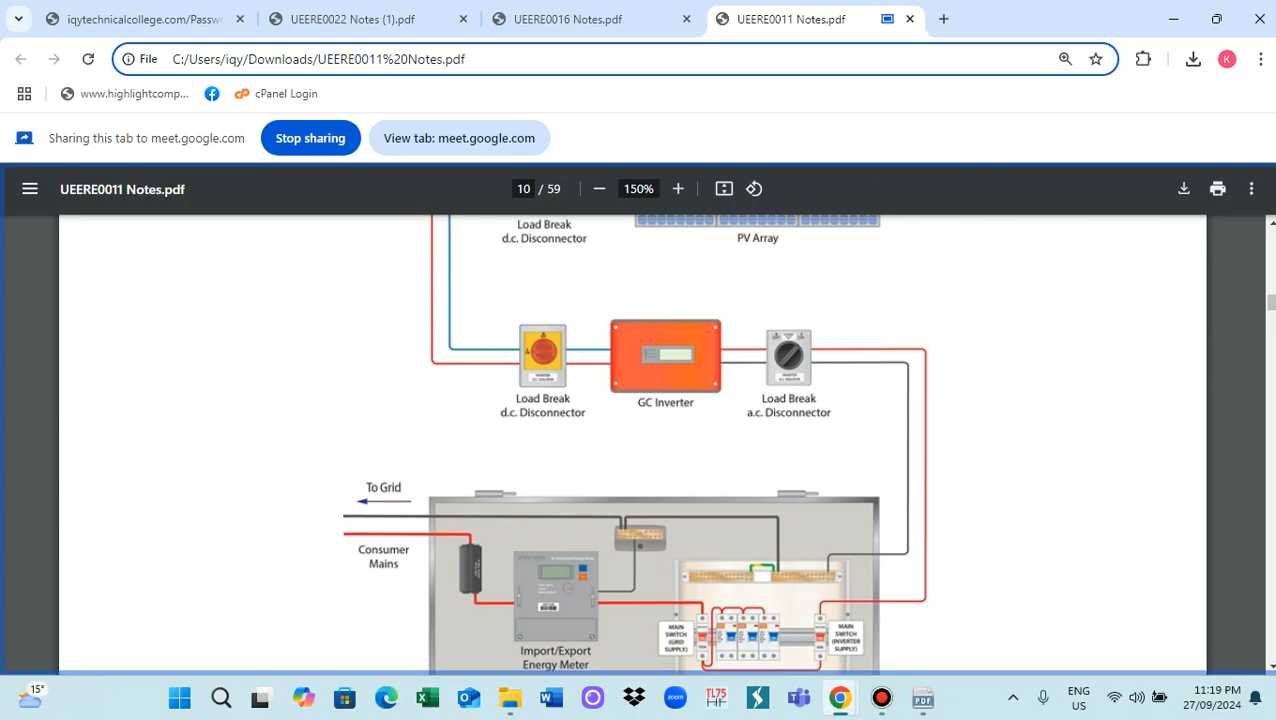 iqytechnicalcollege.com/Passwo
UEERE0022 Notes (1).pdf
UEERE0016 Notes.pdf
UEERE0011 Notes.pdf
File
C:/Users/iqy/Downloads/UEERE0011%20Notes.pdf
K
www.highlightcomp...
cPanel Login
Sharing this tab to meet.google.com
Stop sharing
View tab: meet.google.com
UEERE0011 Notes.pdf
10 / 59
150%
Load Break
d.c. Disconnector
PV Array
Load Break
d.c. Disconnector
GC Inverter
Load Break
a.c. Disconnector
To Grid
Consumer
Mains
MAIN
SWITCH
(GRID
SUPPLY)
MAIN
SWITCH
(INVERTER
SUPPLY)
Import/Export
Energy Meter
15°
zoom
TL75
ENG
US
11:19 PM
27/09/2024